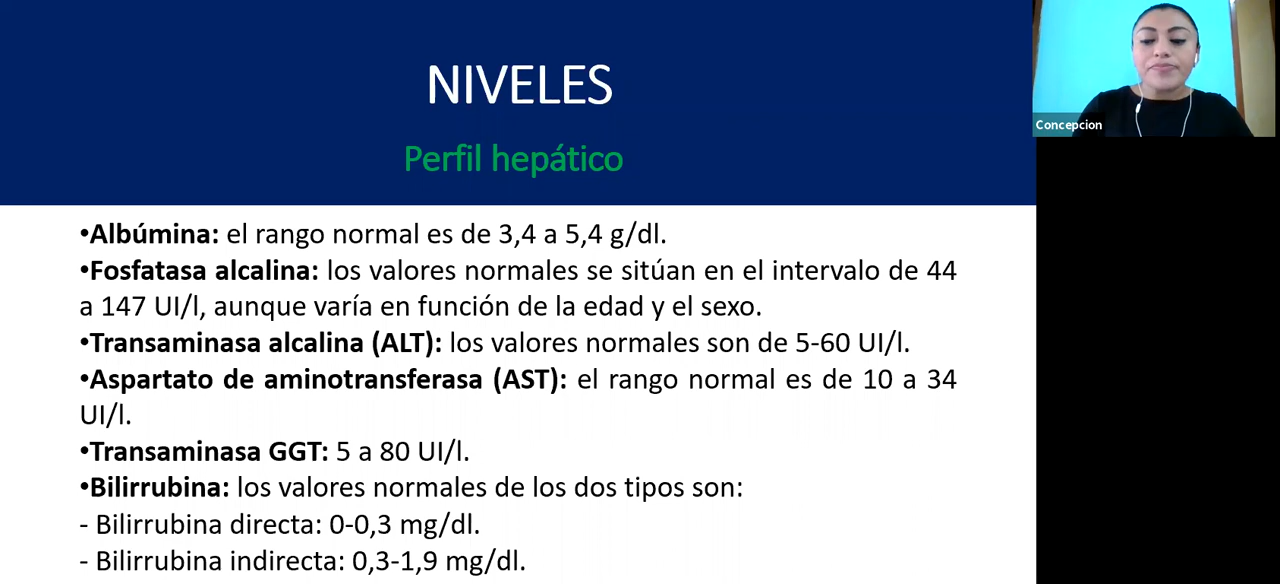 NIVELES
Perfil hepático
•Albúmina: el rango normal es de 3,4 a 5,4 g/dl.
•Fosfatasa alcalina: los valores normales se sitúan en el intervalo de 44
a 147 UI/l, aunque varía en función de la edad y el sexo.
•Transaminasa alcalina (ALT): los valores normales son de 5-60 UI/l.
•Aspartato de aminotransferasa (AST): el rango normal es de 10 a 34
UI/l.
•Transaminasa GGT: 5 a 80 UI/l.
•Bilirrubina: los valores normales de los dos tipos son:
- Bilirrubina directa: 0-0,3 mg/dl.
- Bilirrubina indirecta: 0,3-1,9 mg/dl.
Concepcion